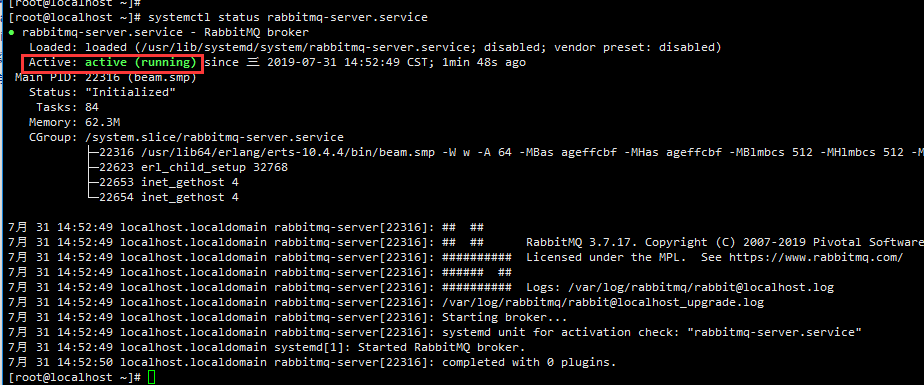 [root@localhost ~]#
[root@localhost ~]# systemctl status rabbitmq-server.service
● rabbitmq-server.service - RabbitMQ broker
Loaded: loaded (/usr/lib/systemd/system/rabbitmq-server.service; disabled; vendor preset: disabled)
Active: active (running) since 三 2019-07-31 14:52:49 CST; 1min 48s ago
Main PID: 22316 (beam.smp)
Status: "Initialized"
Tasks: 84
Memory: 62.3M
CGroup: /system.slice/rabbitmq-server.service
├─22316 /usr/lib64/erlang/erts-10.4.4/bin/beam.smp -W w -A 64 -MBas ageffcbf -MHas ageffcbf -MBlmbcs 512 -MHlmbcs 512 -M
├─22623 erl_child_setup 32768
├─22653 inet_gethost 4
└─22654 inet_gethost 4
7月 31 14:52:49 localhost.localdomain rabbitmq-server[22316]: ##  ##
7月 31 14:52:49 localhost.localdomain rabbitmq-server[22316]: ##  ##      RabbitMQ 3.7.17. Copyright (C) 2007-2019 Pivotal Software
7月 31 14:52:49 localhost.localdomain rabbitmq-server[22316]: ##########  Licensed under the MPL.  See https://www.rabbitmq.com/
7月 31 14:52:49 localhost.localdomain rabbitmq-server[22316]: ######  ##
7月 31 14:52:49 localhost.localdomain rabbitmq-server[22316]: ##########  Logs: /var/log/rabbitmq/rabbit@localhost.log
7月 31 14:52:49 localhost.localdomain rabbitmq-server[22316]: /var/log/rabbitmq/rabbit@localhost_upgrade.log
7月 31 14:52:49 localhost.localdomain rabbitmq-server[22316]: Starting broker...
7月 31 14:52:49 localhost.localdomain rabbitmq-server[22316]: systemd unit for activation check: "rabbitmq-server.service"
7月 31 14:52:49 localhost.localdomain systemd[1]: Started RabbitMQ broker.
7月 31 14:52:50 localhost.localdomain rabbitmq-server[22316]: completed with 0 plugins.
[root@localhost ~]#